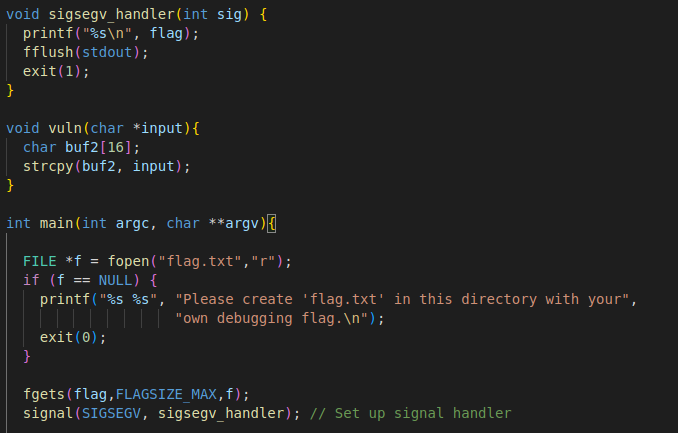 void sigsegv_handler(int sig) {
  printf("%s\n", flag);
  fflush(stdout);
  exit(1);
}

void vuln(char *input){
  char buf2[16];
  strcpy(buf2, input);
}

int main(int argc, char **argv){

  FILE *f = fopen("flag.txt","r");
  if (f == NULL) {
    printf("%s %s", "Please create 'flag.txt' in this directory with your",
                    "own debugging flag.\n");
    exit(0);
  }

  fgets(flag,FLAGSIZE_MAX,f);
  signal(SIGSEGV, sigsegv_handler); // Set up signal handler